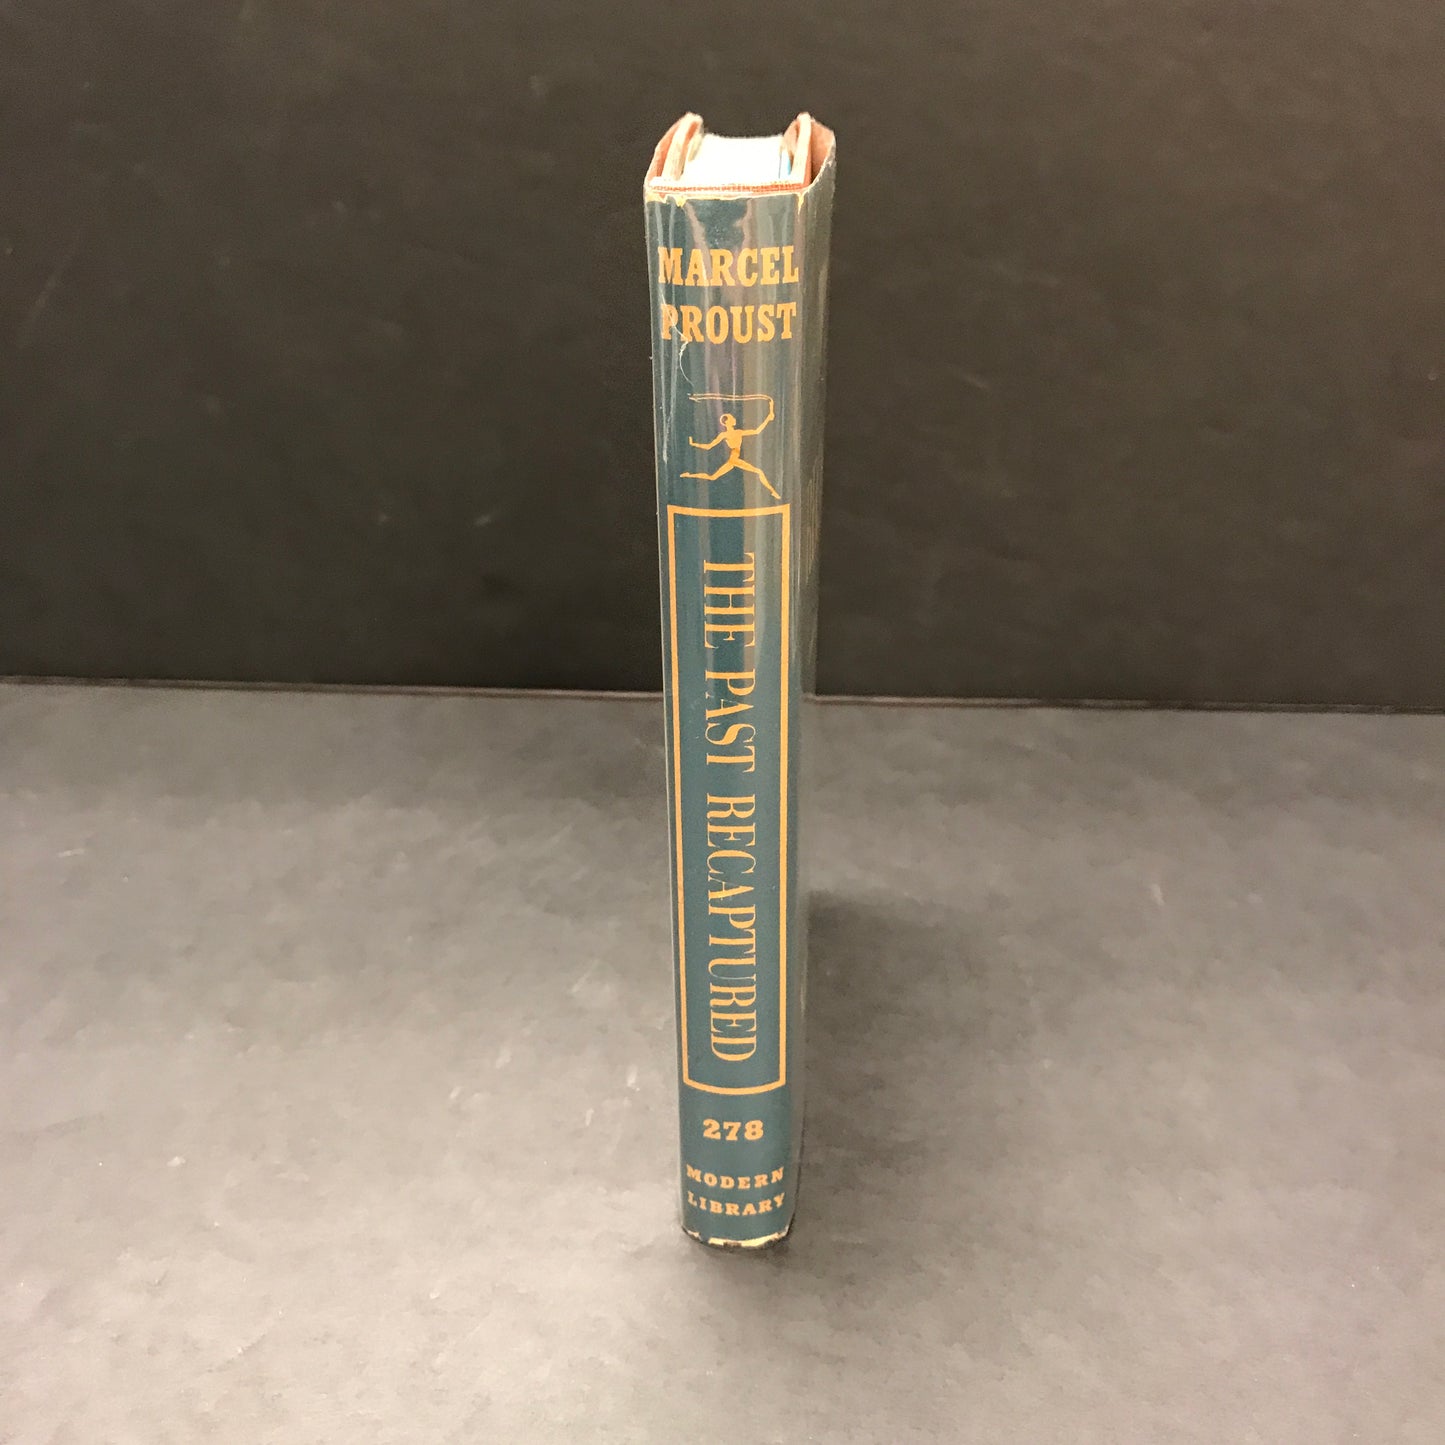 MARCEL
PROUST
THE PAST RECAPTURED
278
MODERN
LIBRARY